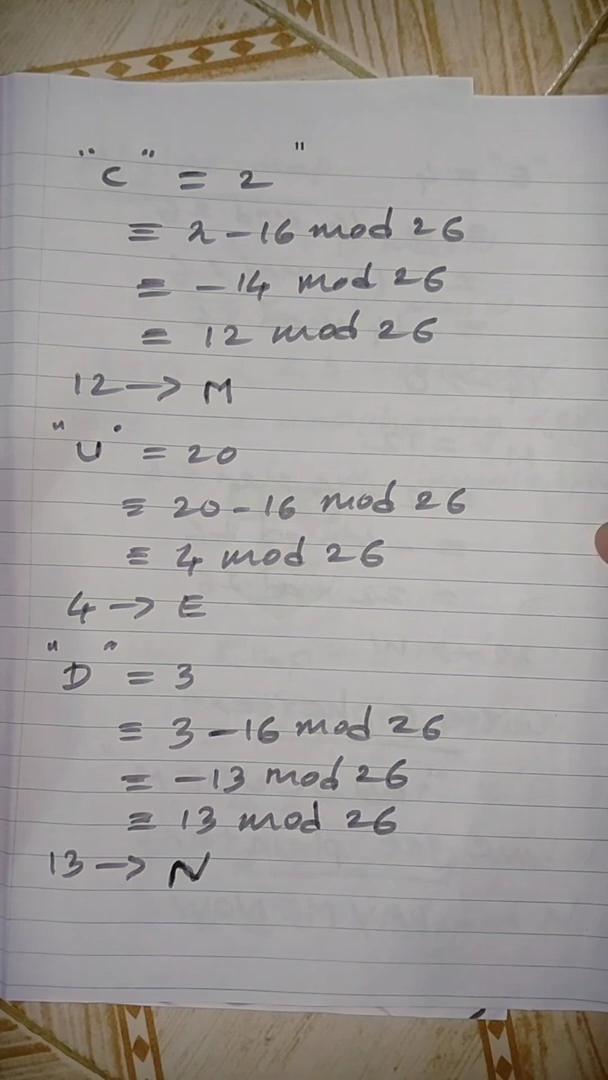 "C" = 2 "
≡ 2 - 16 mod 26
≡ -14 mod 26
≡ 12 mod 26
12 → M
"U" = 20
≡ 20 - 16 mod 26
≡ 4 mod 26
4 → E
"D" = 3
≡ 3 - 16 mod 26
≡ -13 mod 26
≡ 13 mod 26
13 → N